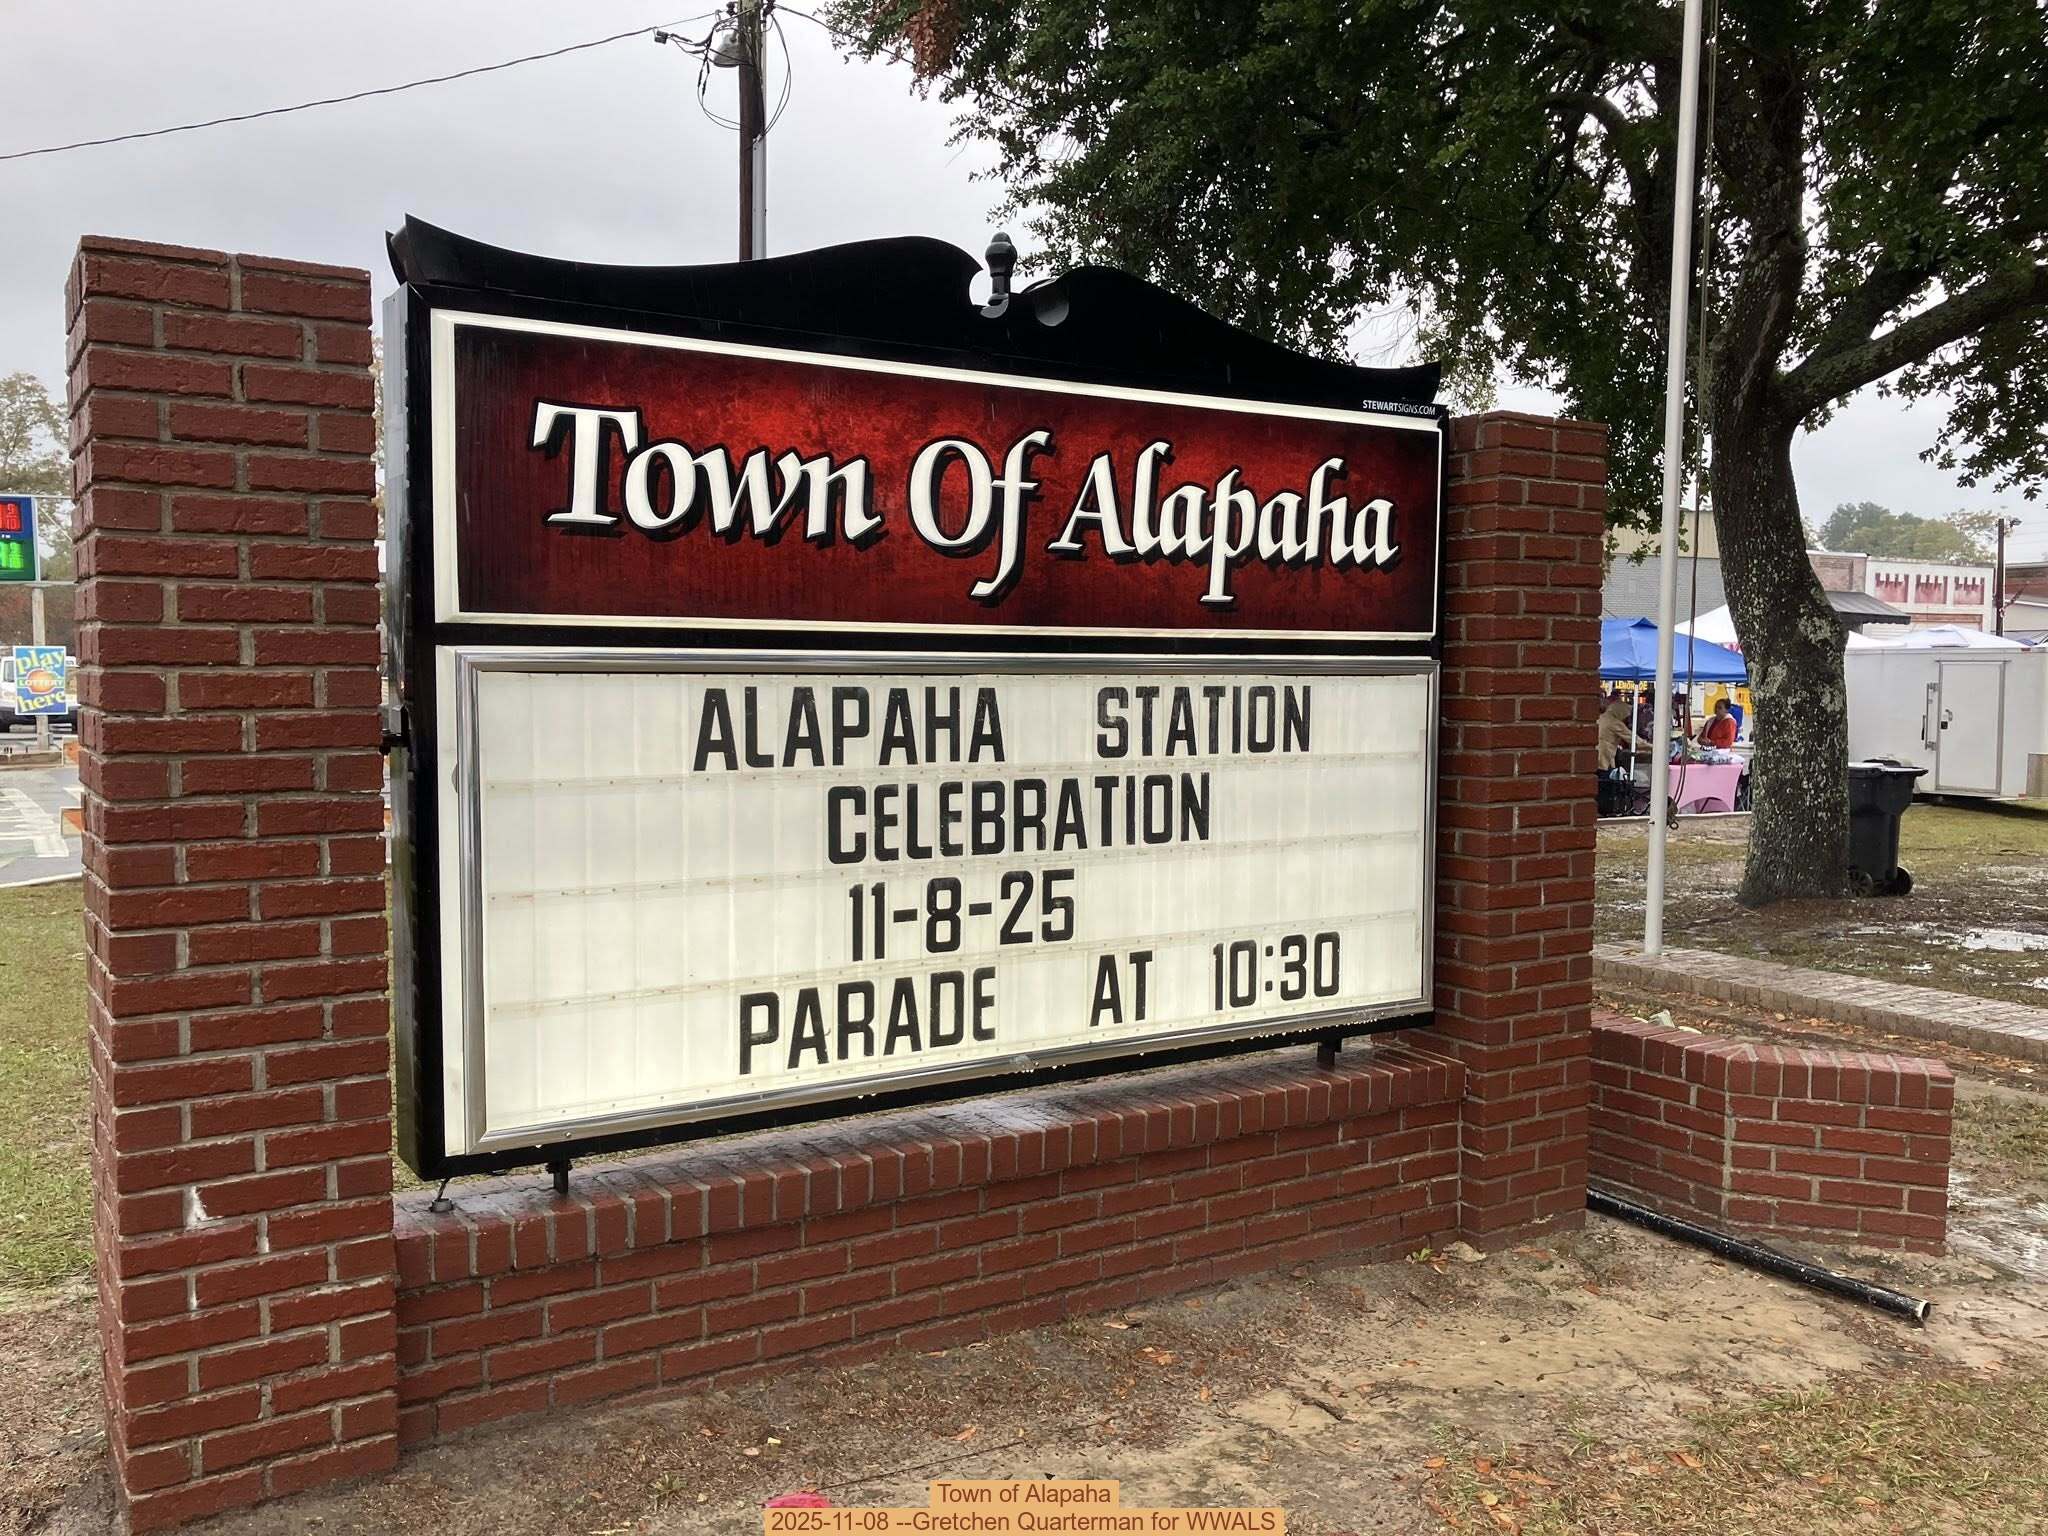 STEWARTSIGNS.COM
Town Of Alapaha
ALAPAHA STATION
CELEBRATION
11-8-25
PARADE AT 10:30
play
LOTTERY
here
Town of Alapaha
2025-11-08 --Gretchen Quarterman for WWALS